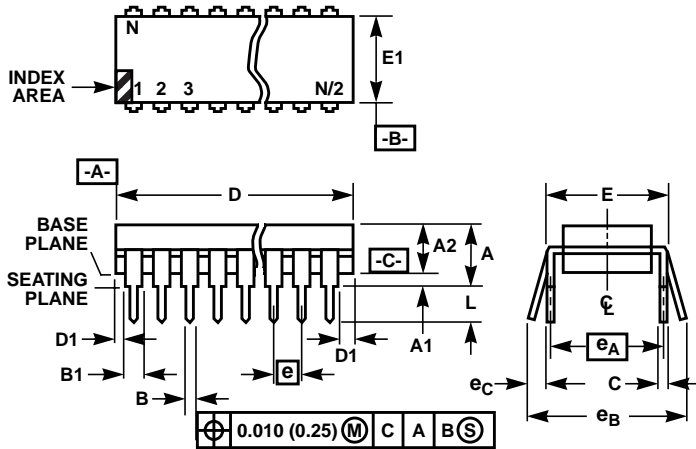 N
E1
INDEX
AREA
1 2 3 N/2
-B-
-A-
D
E
BASE
PLANE
A2
A
-C-
SEATING
PLANE
L
C
L
D1
A1
D1
eA
B1
e
eC
C
B
eB
0.010 (0.25) M C A B S